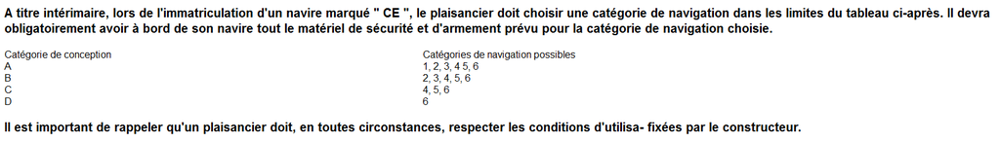 A titre intérimaire, lors de l'immatriculation d'un navire marqué " CE ", le plaisancier doit choisir une catégorie de navigation dans les limites du tableau ci-après. Il devra
obligatoirement avoir à bord de son navire tout le matériel de sécurité et d'armement prévu pour la catégorie de navigation choisie.
Catégorie de conception Catégories de navigation possibles
A 1, 2, 3, 4 5, 6
B 2, 3, 4, 5, 6
C 4, 5, 6
D 6
Il est important de rappeler qu'un plaisancier doit, en toutes circonstances, respecter les conditions d'utilisa- fixées par le constructeur.